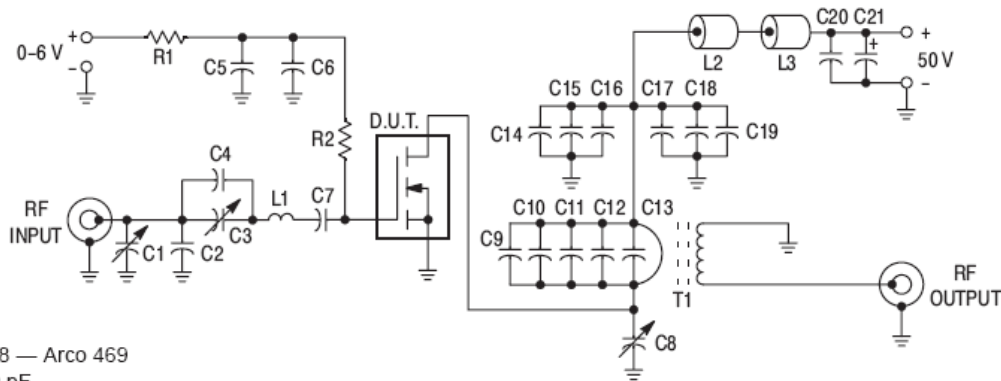 C20 C21
+
+
+
0–6 V
R1
L2
L3
50 V
–
–
C5
C6
C15 C16
C17 C18
D.U.T.
C14
C19
R2
C4
L1
C7
C10 C11 C12 C13
RF
INPUT
C9
C1
C2
C3
T1
RF
OUTPUT
C8
8 — Arco 469